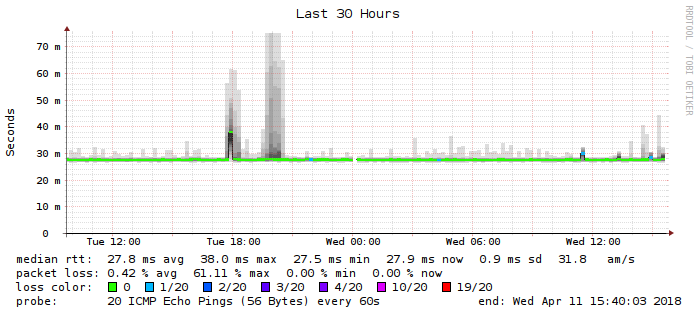 Last 30 Hours
RRDTOOL / TOBI OETIKER
Seconds
70 m
60 m
50 m
40 m
30 m
20 m
10 m
0
Tue 12:00 Tue 18:00 Wed 00:00 Wed 06:00 Wed 12:00
median rtt: 27.8 ms avg 38.0 ms max 27.5 ms min 27.9 ms now 0.9 ms sd 31.8 am/s
packet loss: 0.42 % avg 61.11 % max 0.00 % min 0.00 % now
loss color: 0 1/20 2/20 3/20 4/20 10/20 19/20
probe: 20 ICMP Echo Pings (56 Bytes) every 60s end: Wed Apr 11 15:40:03 2018